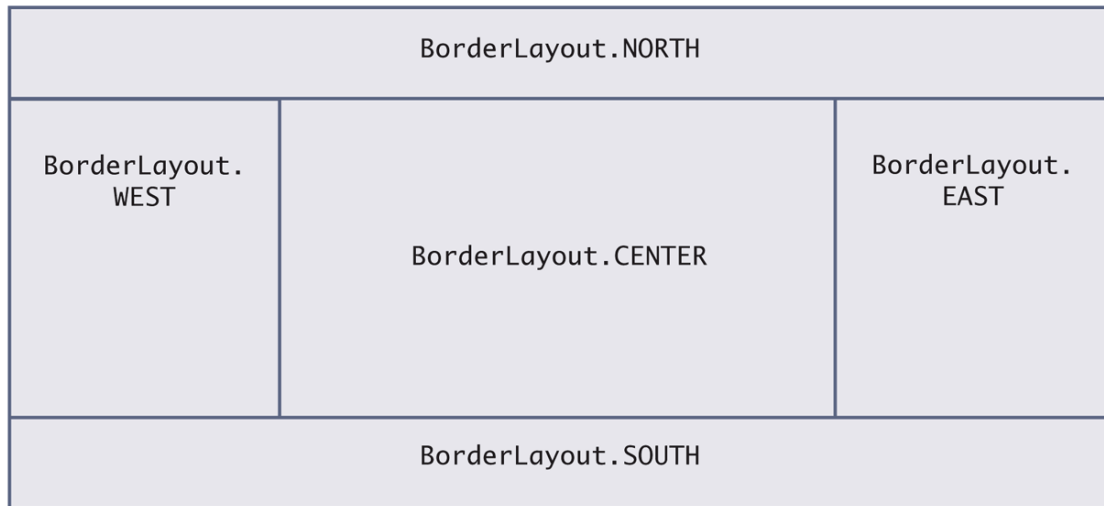 BorderLayout.NORTH
BorderLayout.
WEST
BorderLayout.CENTER
BorderLayout.
EAST
BorderLayout.SOUTH